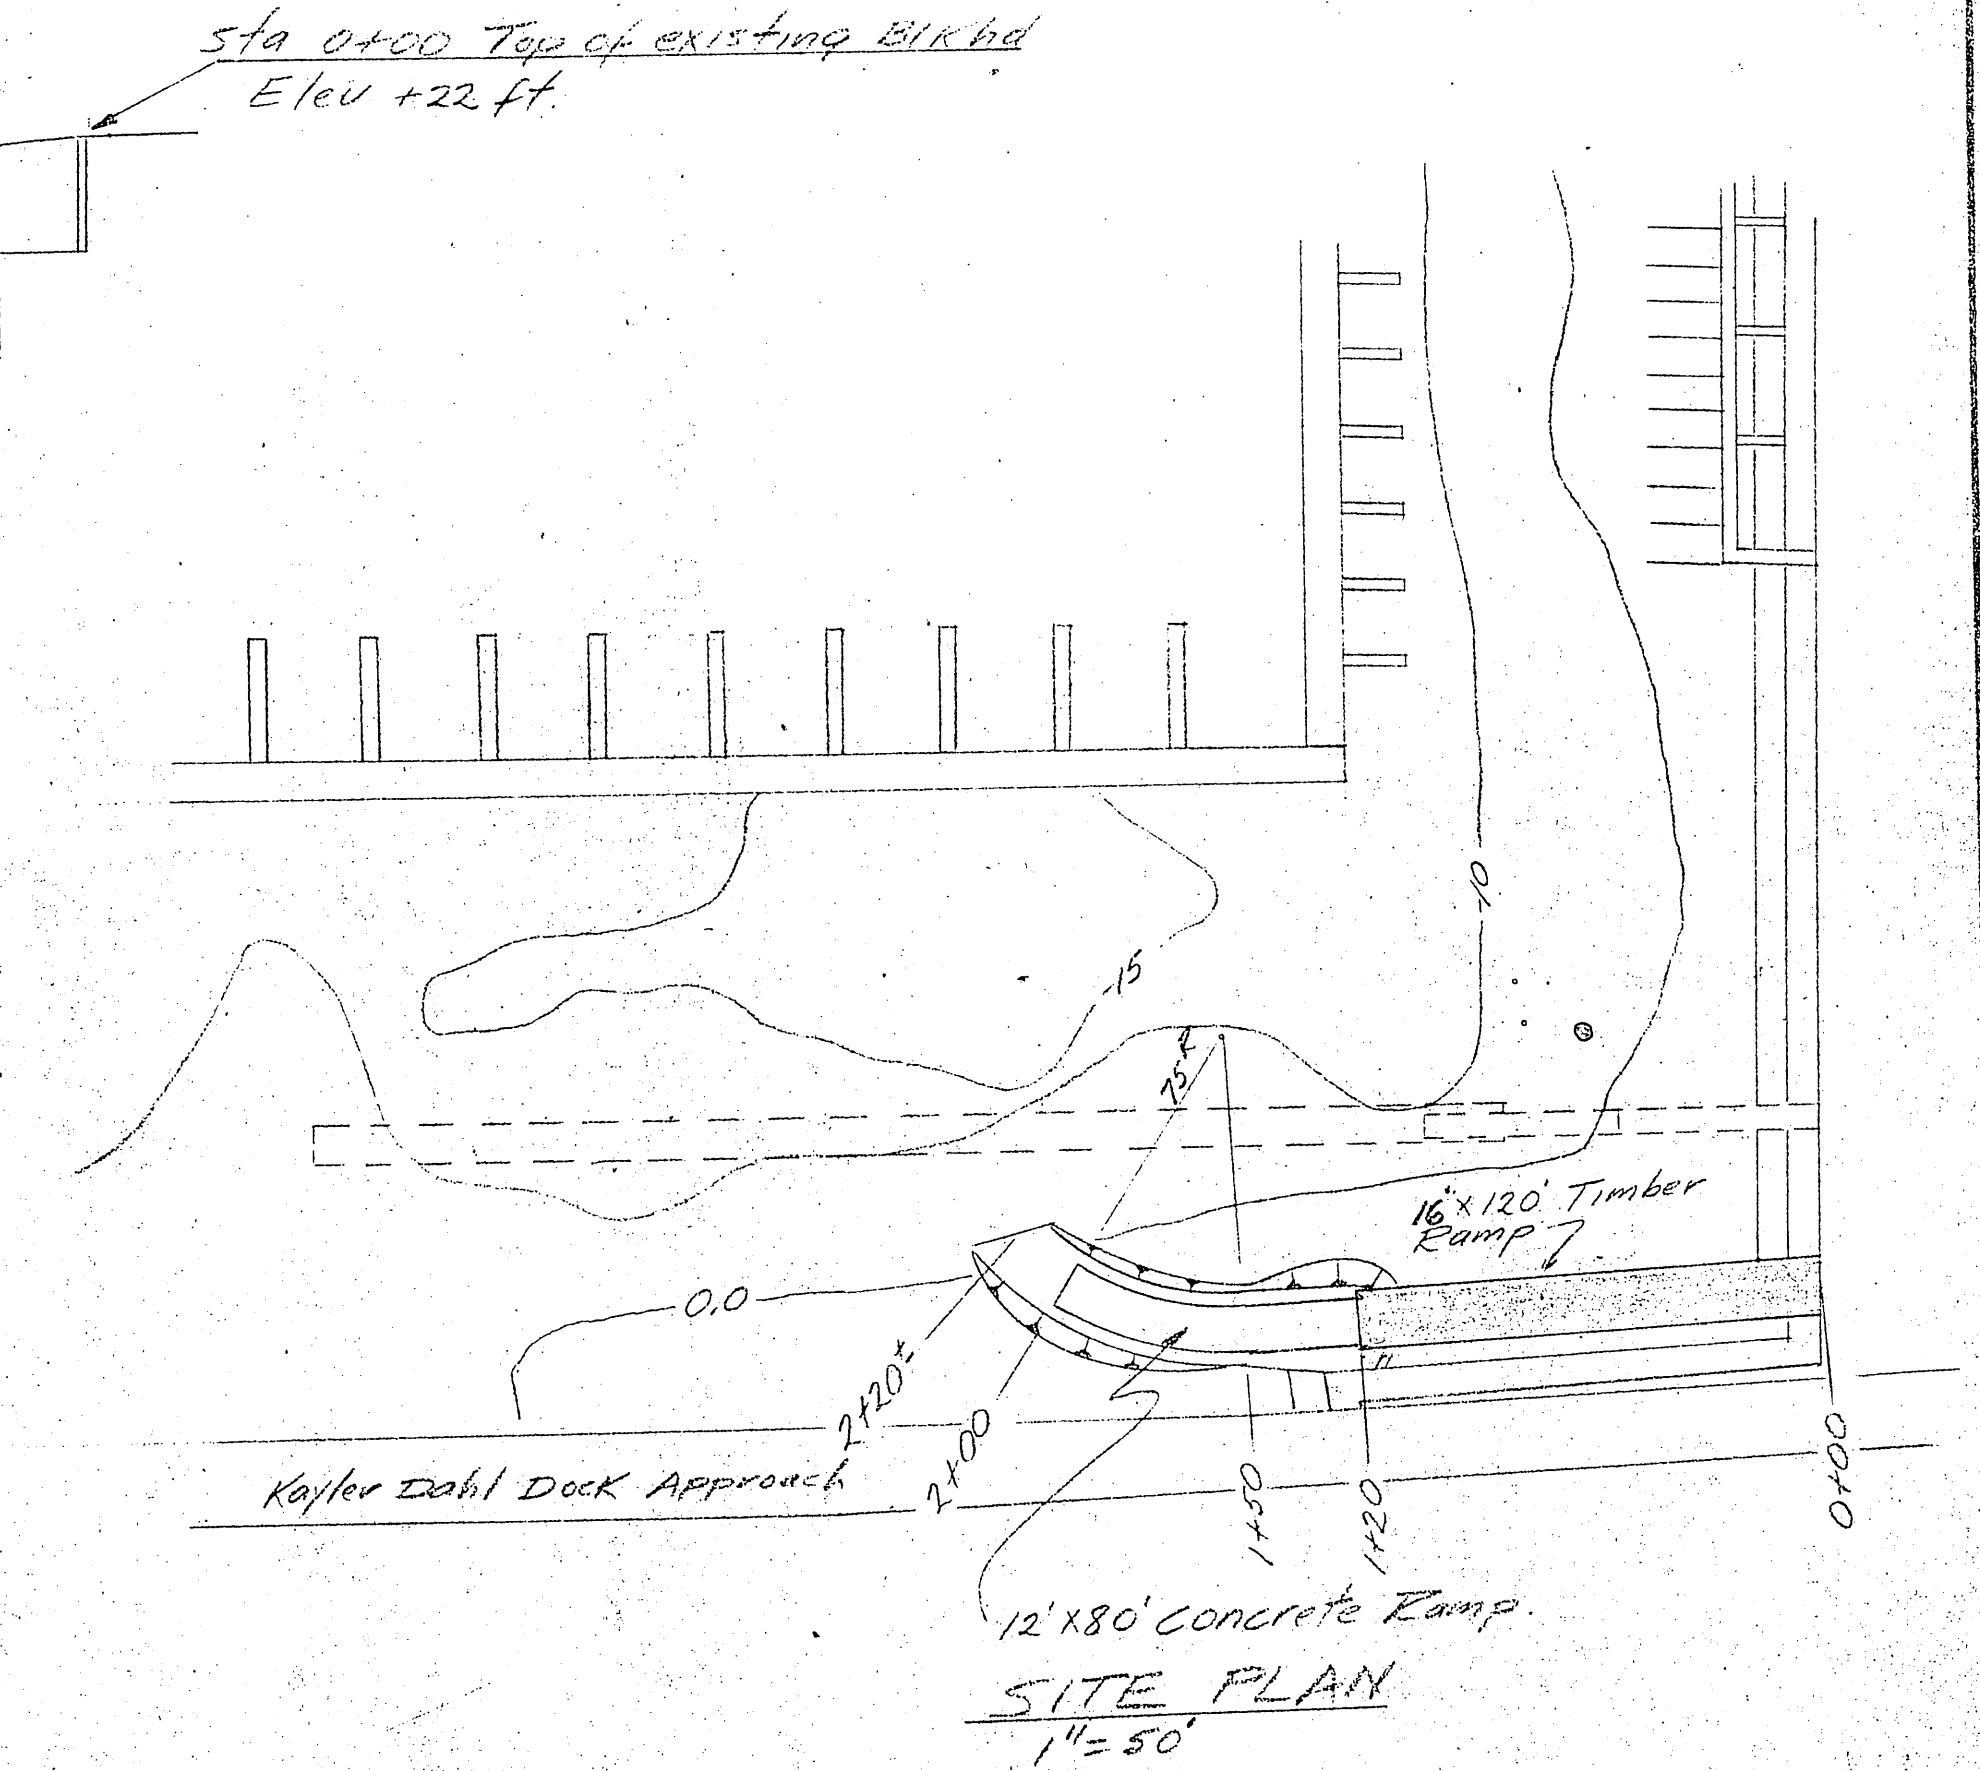 Sta 0+00 Top of existing Blkhd
Elev +22 ft.
-10
-15
75' R
16' x 120' Timber
Ramp
0.0
2+20±
2+00
1+50
1+20
0+00
Kayler Dahl Dock Approach
12' x 80' Concrete Ramp.
SITE PLAN
1" = 50'